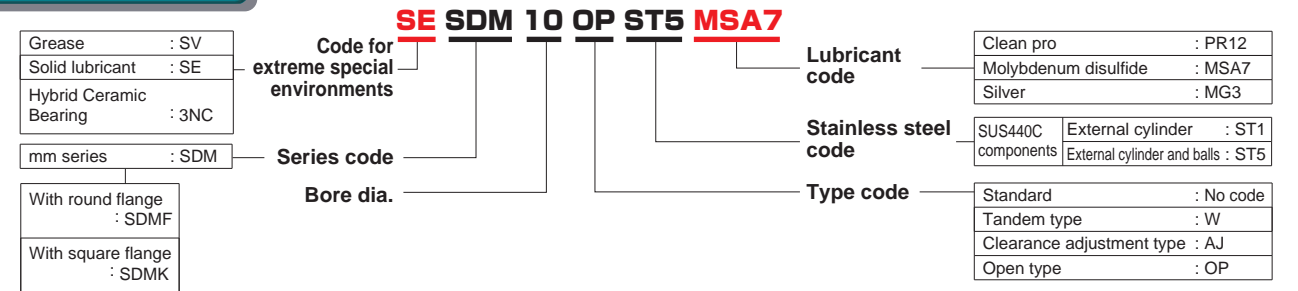 SE SDM 10 OP ST5 MSA7
Grease : SV
Solid lubricant : SE
Hybrid Ceramic
Bearing : 3NC
Code for
extreme special
environments
mm series : SDM
Series code
With round flange
: SDMF
With square flange
: SDMK
Bore dia.
Lubricant
code
Clean pro : PR12
Molybdenum disulfide : MSA7
Silver : MG3
Stainless steel
code
SUS440C
components
External cylinder : ST1
External cylinder and balls : ST5
Type code
Standard : No code
Tandem type : W
Clearance adjustment type : AJ
Open type : OP